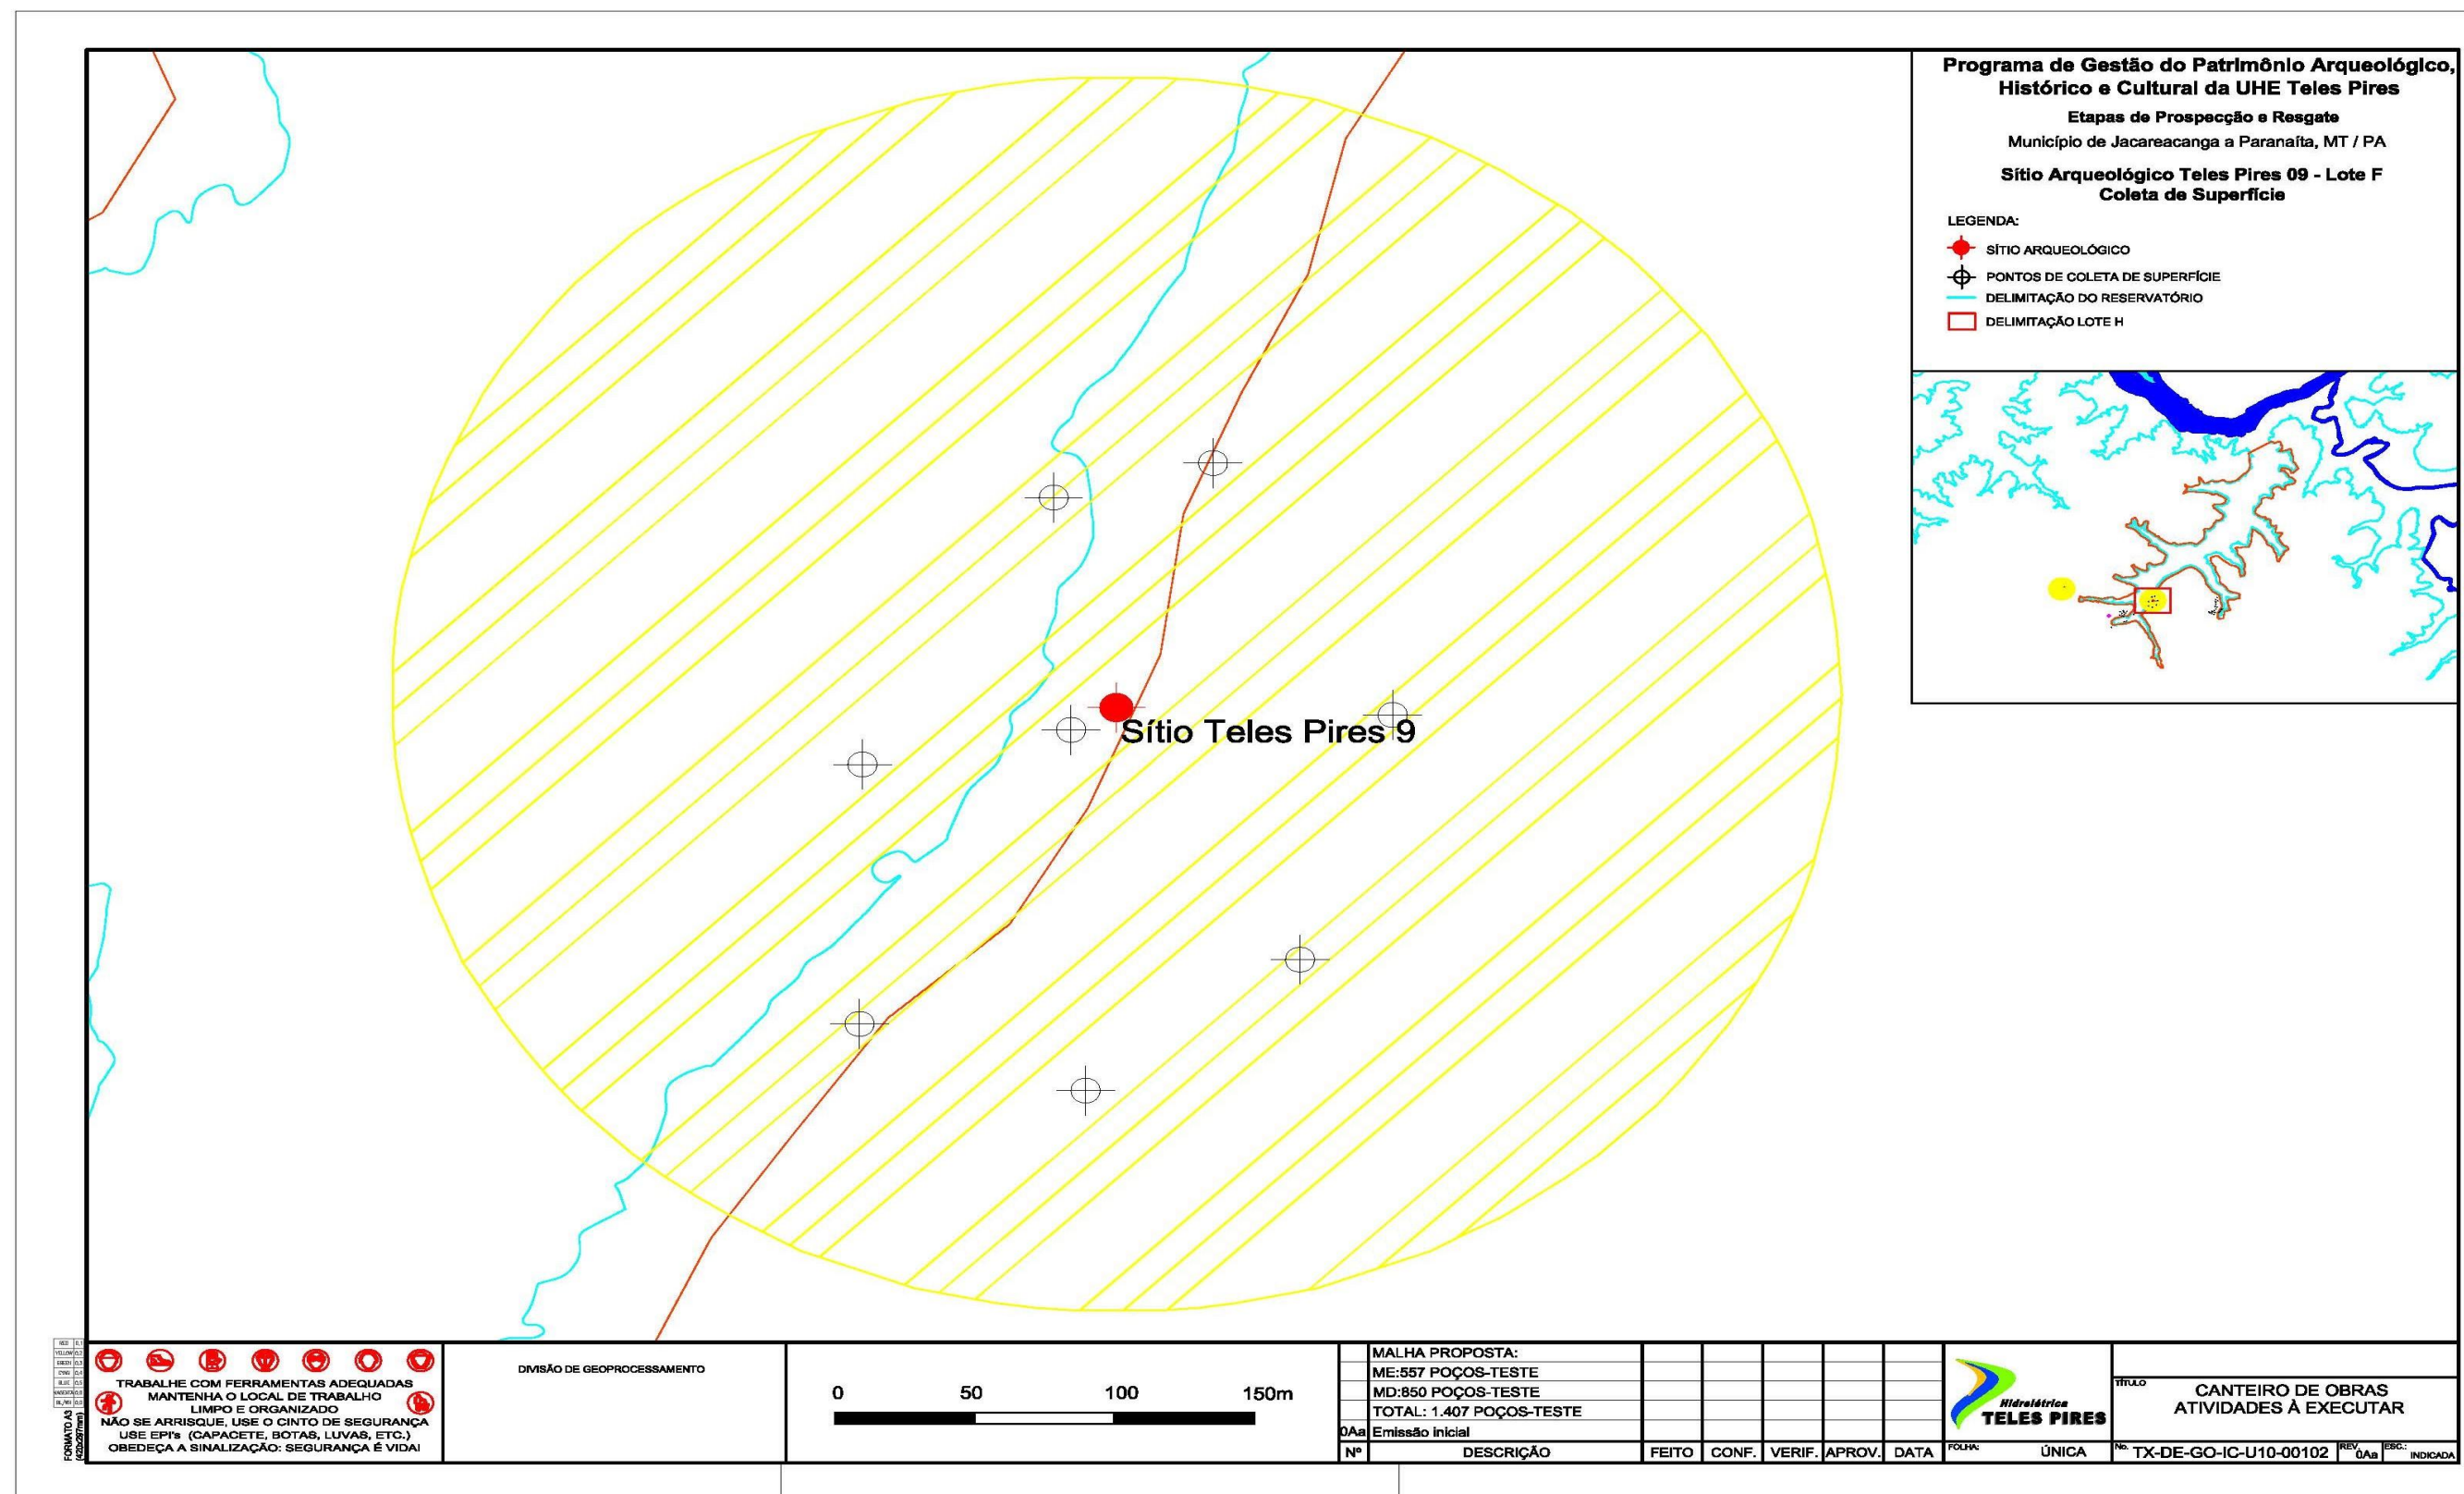 Programa de Gestão do Patrimônio Arqueológico,
Histórico e Cultural da UHE Teles Pires
Etapas de Prospecção e Resgate
Município de Jacareacanga a Paranaíta, MT / PA
Sítio Arqueológico Teles Pires 09 - Lote F
Coleta de Superfície
LEGENDA:
SÍTIO ARQUEOLÓGICO
PONTOS DE COLETA DE SUPERFÍCIE
DELIMITAÇÃO DO RESERVATÓRIO
DELIMITAÇÃO LOTE H
Sítio Teles Pires 9
FORMATO A3
(420x297mm)
TRABALHE COM FERRAMENTAS ADEQUADAS
MANTENHA O LOCAL DE TRABALHO
LIMPO E ORGANIZADO
NÃO SE ARRISQUE, USE O CINTO DE SEGURANÇA
USE EPI's (CAPACETE, BOTAS, LUVAS, ETC.)
OBEDEÇA A SINALIZAÇÃO: SEGURANÇA É VIDA!
DIVISÃO DE GEOPROCESSAMENTO
0 50 100 150m
MALHA PROPOSTA:
ME:557 POÇOS-TESTE
MD:850 POÇOS-TESTE
TOTAL: 1.407 POÇOS-TESTE
0Aa Emissão inicial
Nº DESCRIÇÃO FEITO CONF. VERIF. APROV. DATA
Hidrelétrica
TELES PIRES
FOLHA: ÚNICA
TÍTULO
CANTEIRO DE OBRAS
ATIVIDADES À EXECUTAR
No. TX-DE-GO-IC-U10-00102 REV. 0Aa ESC.: INDICADA